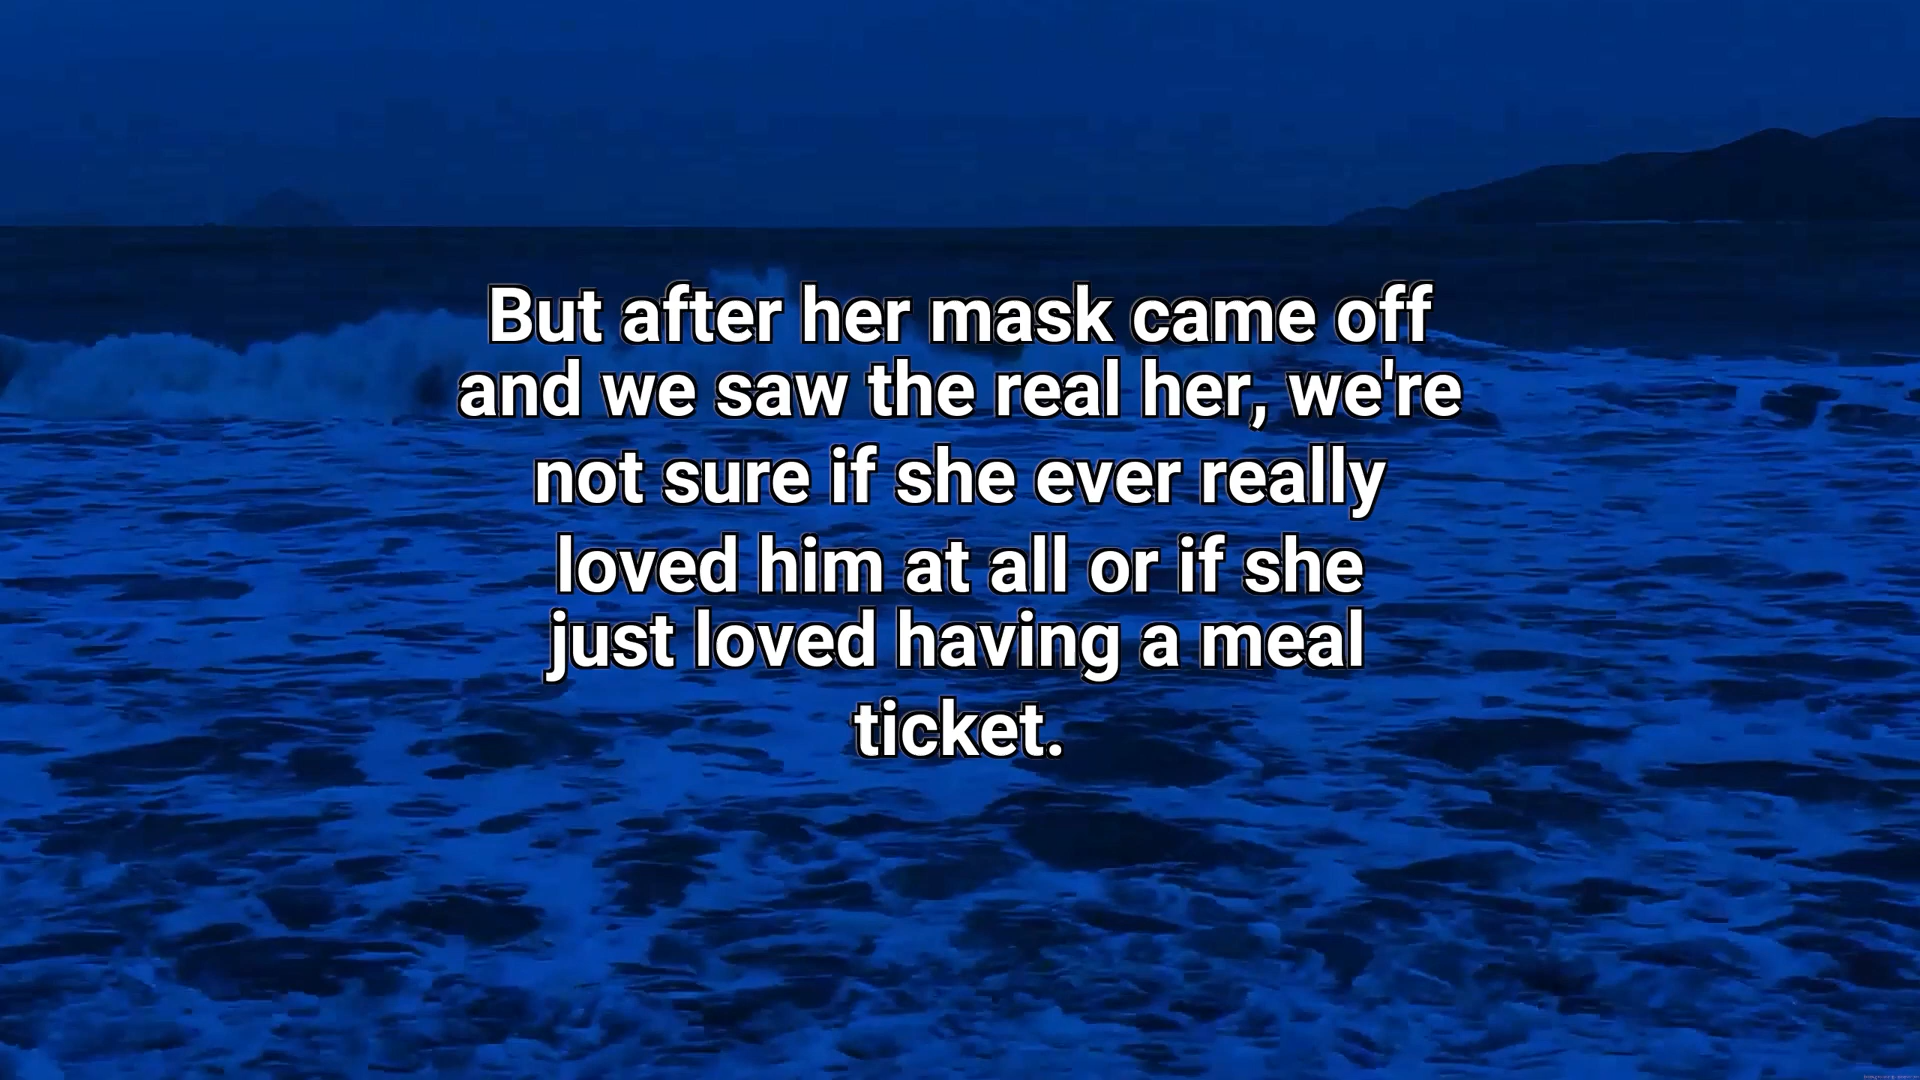 But after her mask came off
and we saw the real her, we're
not sure if she ever really
loved him at all or if she
just loved having a meal
ticket.